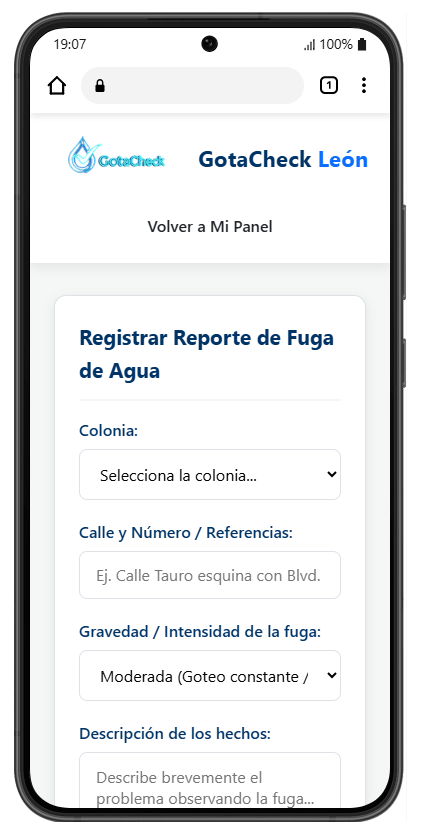 19:07
100%
1
GotaCheck
GotaCheck León
Volver a Mi Panel
Registrar Reporte de Fuga
de Agua
Colonia:
Selecciona la colonia...
Calle y Número / Referencias:
Ej. Calle Tauro esquina con Blvd.
Gravedad / Intensidad de la fuga:
Moderada (Goteo constante /
Descripción de los hechos:
Describe brevemente el
problema observando la fuga...